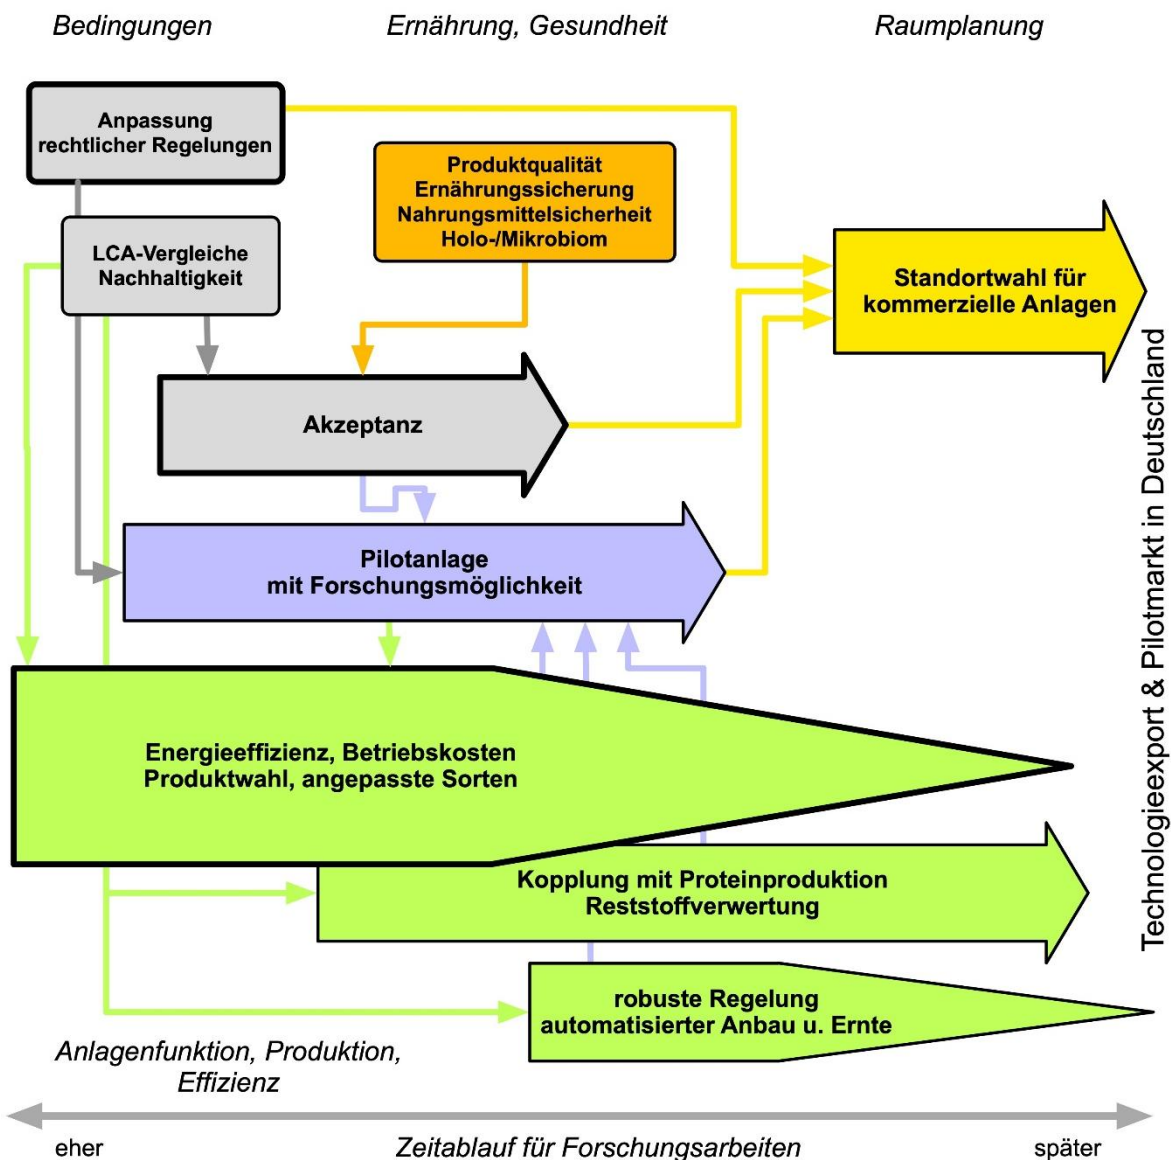 Bedingungen
Ernährung, Gesundheit
Raumplanung
Anpassung
rechtlicher Regelungen
Produktqualität
Ernährungssicherung
Nahrungsmittelsicherheit
Holo-/Mikrobiom
LCA-Vergleiche
Nachhaltigkeit
Standortwahl für
kommerzielle Anlagen
Akzeptanz
Pilotanlage
mit Forschungsmöglichkeit
Energieeffizienz, Betriebskosten
Produktwahl, angepasste Sorten
Kopplung mit Proteinproduktion
Reststoffverwertung
robuste Regelung
automatisierter Anbau u. Ernte
Technologieexport & Pilotmarkt in Deutschland
Anlagenfunktion, Produktion,
Effizienz
eher
Zeitablauf für Forschungsarbeiten
später